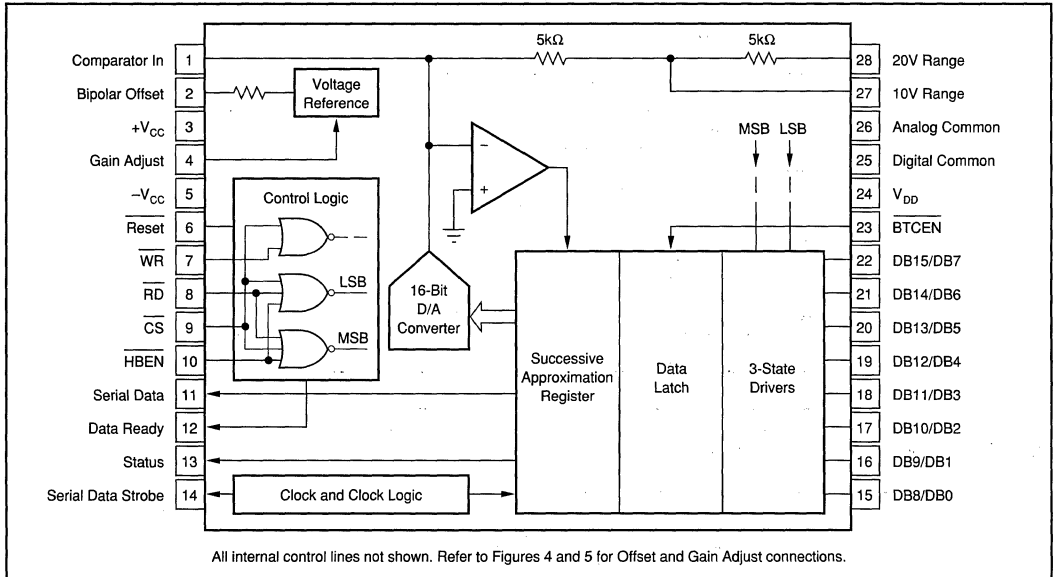 5kΩ 5kΩ
Comparator In 1 28 20V Range
Bipolar Offset 2 Voltage Reference 27 10V Range
+VCC 3 MSB LSB 26 Analog Common
Gain Adjust 4 − 25 Digital Common
−VCC 5 Control Logic + 24 VDD
Reset 6 23 BTCEN
WR 7 22 DB15/DB7
RD 8 LSB 16-Bit D/A Converter 21 DB14/DB6
CS 9 20 DB13/DB5
HBEN 10 MSB 19 DB12/DB4
Successive Approximation Register
Data Latch
3-State Drivers
Serial Data 11 18 DB11/DB3
Data Ready 12 17 DB10/DB2
Status 13 16 DB9/DB1
Serial Data Strobe 14 Clock and Clock Logic 15 DB8/DB0
All internal control lines not shown. Refer to Figures 4 and 5 for Offset and Gain Adjust connections.